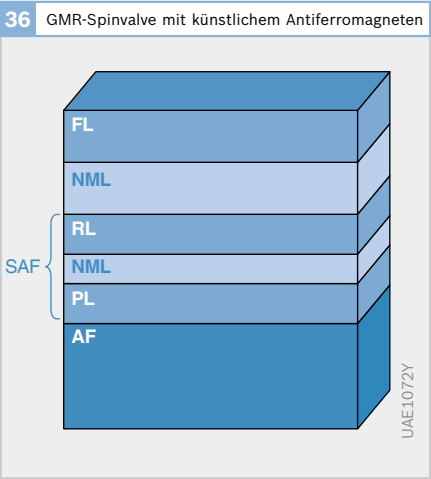 36 GMR-Spinvalve mit künstlichem Antiferromagneten
FL
NML
RL
SAF
NML
PL
AF
UAE1072Y